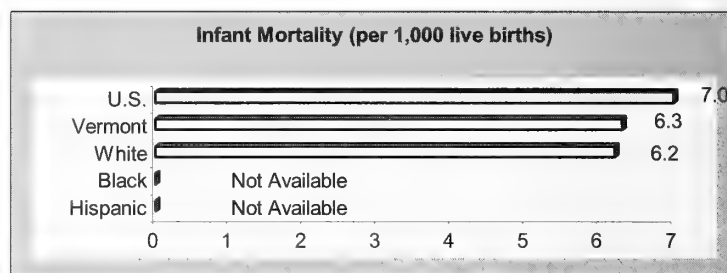 Infant Mortality (per 1,000 live births)
U.S. 7.0
Vermont 6.3
White 6.2
Black Not Available
Hispanic Not Available
0 1 2 3 4 5 6 7